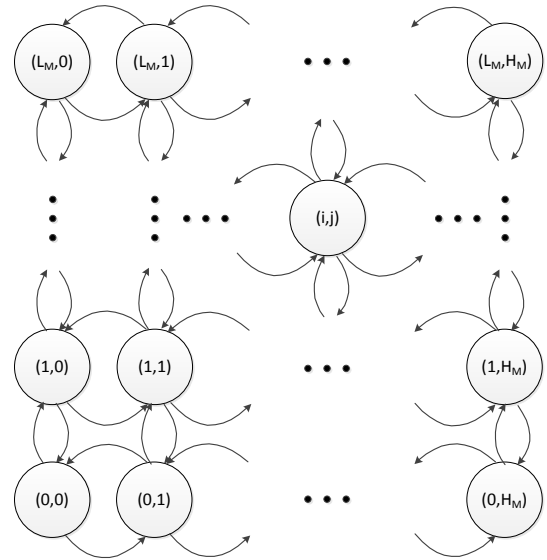 (L_M,0) (L_M,1) (L_M,H_M)
(i,j)
(1,0) (1,1) (1,H_M)
(0,0) (0,1) (0,H_M)